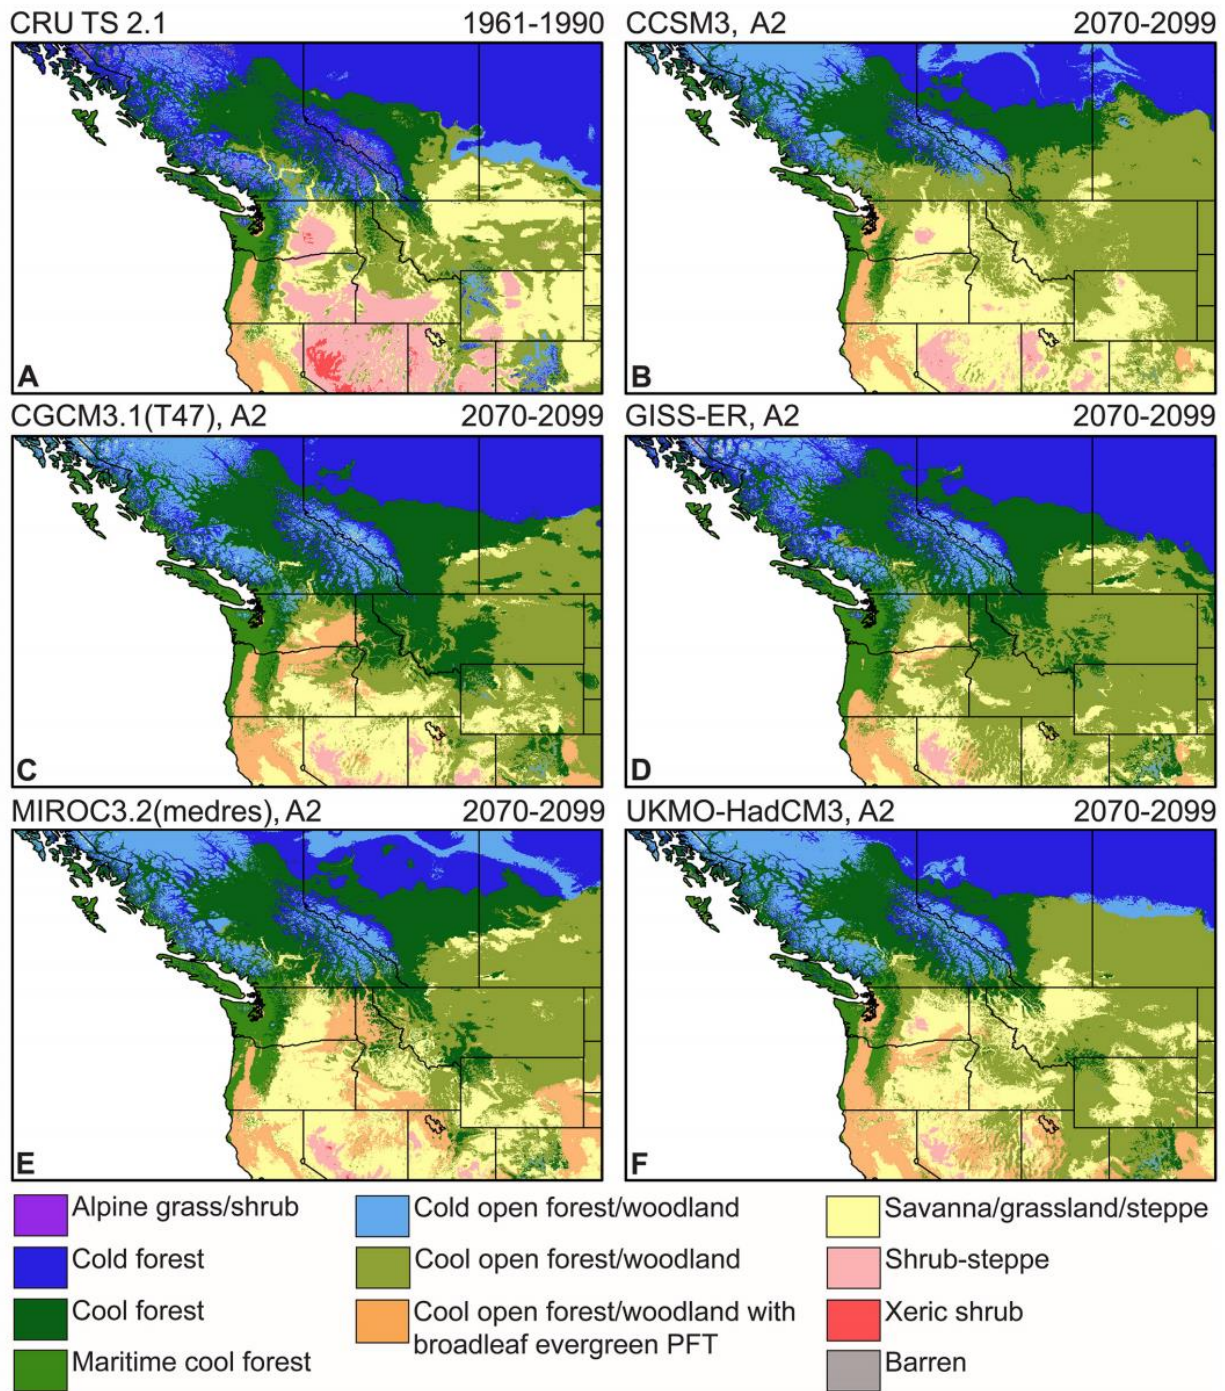 CRU TS 2.1 1961-1990
CCSM3, A2 2070-2099
A
B
CGCM3.1(T47), A2 2070-2099
GISS-ER, A2 2070-2099
C
D
MIROC3.2(medres), A2 2070-2099
UKMO-HadCM3, A2 2070-2099
E
F
Alpine grass/shrub
Cold forest
Cool forest
Maritime cool forest
Cold open forest/woodland
Cool open forest/woodland
Cool open forest/woodland with
broadleaf evergreen PFT
Savanna/grassland/steppe
Shrub-steppe
Xeric shrub
Barren